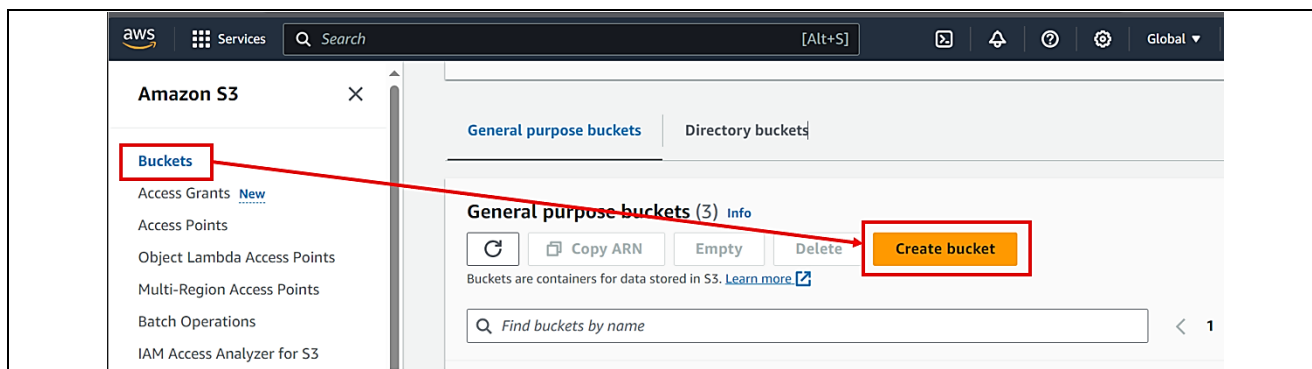 aws Services Search [Alt+S] Global
Amazon S3
Buckets
Access Grants New
Access Points
Object Lambda Access Points
Multi-Region Access Points
Batch Operations
IAM Access Analyzer for S3
General purpose buckets Directory buckets
General purpose buckets (3) Info
Copy ARN Empty Delete Create bucket
Buckets are containers for data stored in S3. Learn more
Find buckets by name
1